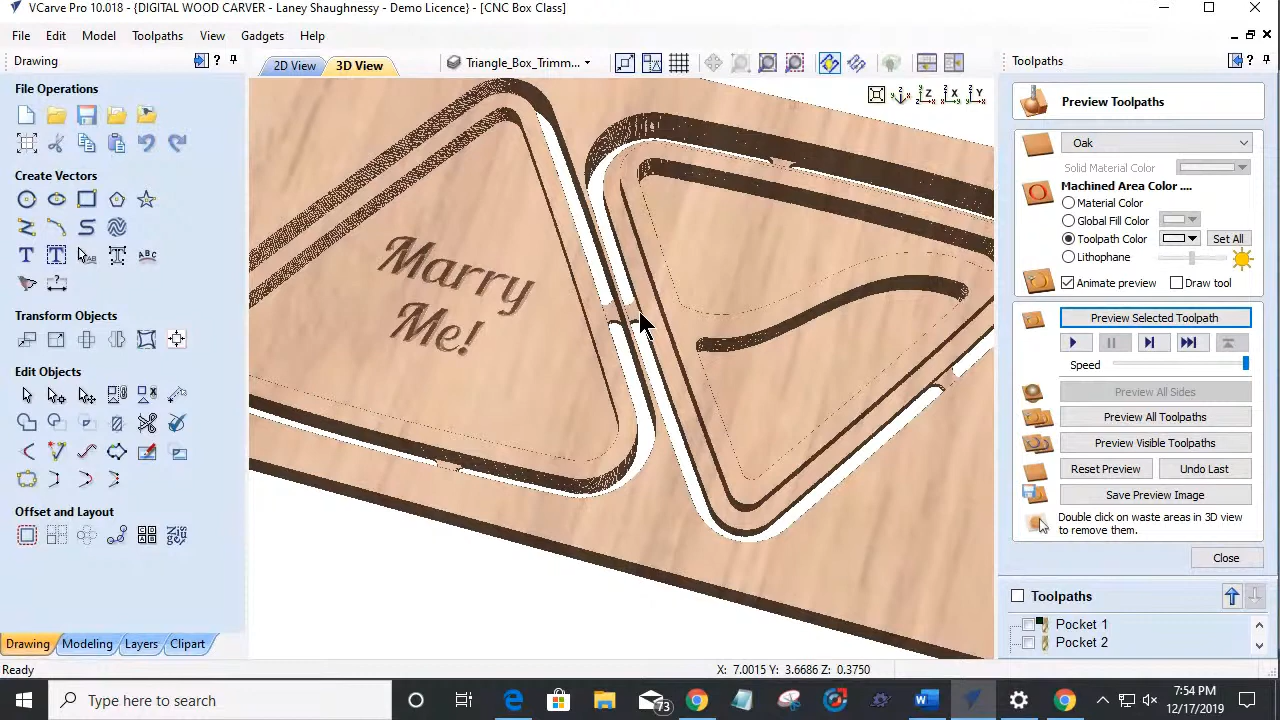 VCarve Pro 10.018 - {DIGITAL WOOD CARVER - Laney Shaughnessy - Demo Licence} - [CNC Box Class]
File Edit Model Toolpaths View Gadgets Help
Drawing
2D View 3D View Triangle_Box_Trimm...
Toolpaths
File Operations
Create Vectors
Transform Objects
Edit Objects
Offset and Layout
Drawing Modeling Layers Clipart
Z X Y
Marry
Me!
Preview Toolpaths
Oak
Solid Material Color
Machined Area Color ....
Material Color
Global Fill Color
Toolpath Color Set All
Lithophane
Animate preview Draw tool
Preview Selected Toolpath
Speed
Preview All Sides
Preview All Toolpaths
Preview Visible Toolpaths
Reset Preview Undo Last
Save Preview Image
Double click on waste areas in 3D view
to remove them.
Close
Toolpaths
Pocket 1
Pocket 2
Ready X: 7.0015 Y: 3.6686 Z: 0.3750
Type here to search
73
7:54 PM
12/17/2019